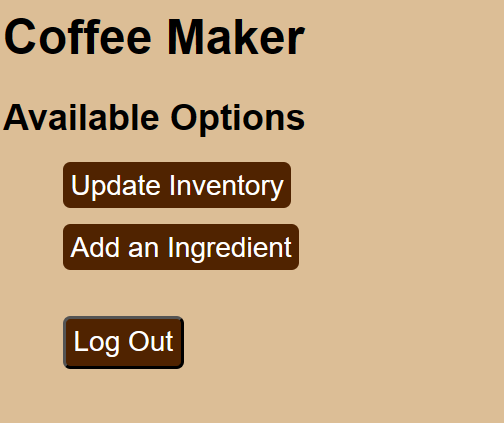 Coffee Maker
Available Options
Update Inventory
Add an Ingredient
Log Out